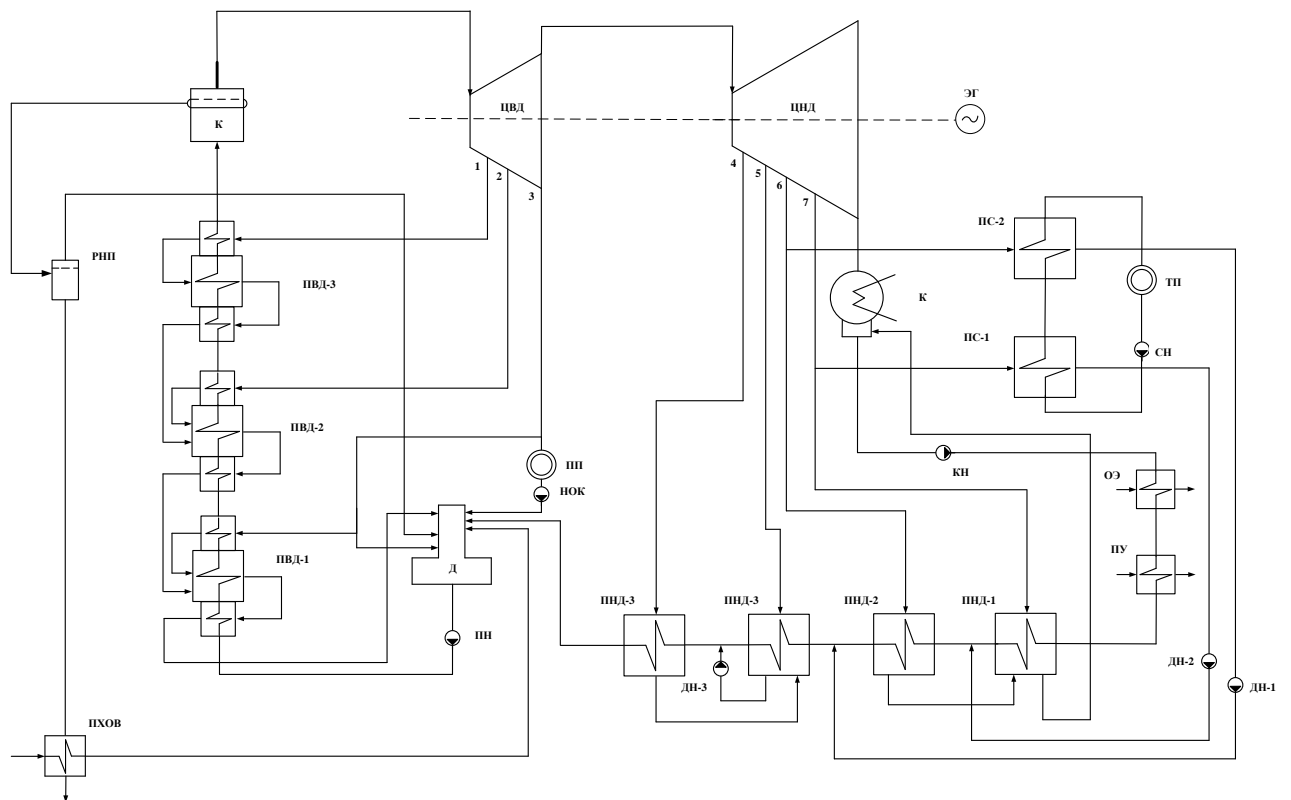 ЭГ
ЦВД
ЦНД
К
1
2
3
4
5
6
7
ПС-2
РНП
ПВД-3
К
ТП
ПС-1
СН
ПВД-2
ПП
НОК
КН
ОЭ
ПУ
ПВД-1
Д
ПН
ПНД-3
ПНД-3
ПНД-2
ПНД-1
ДН-3
ДН-2
ДН-1
ПХОВ